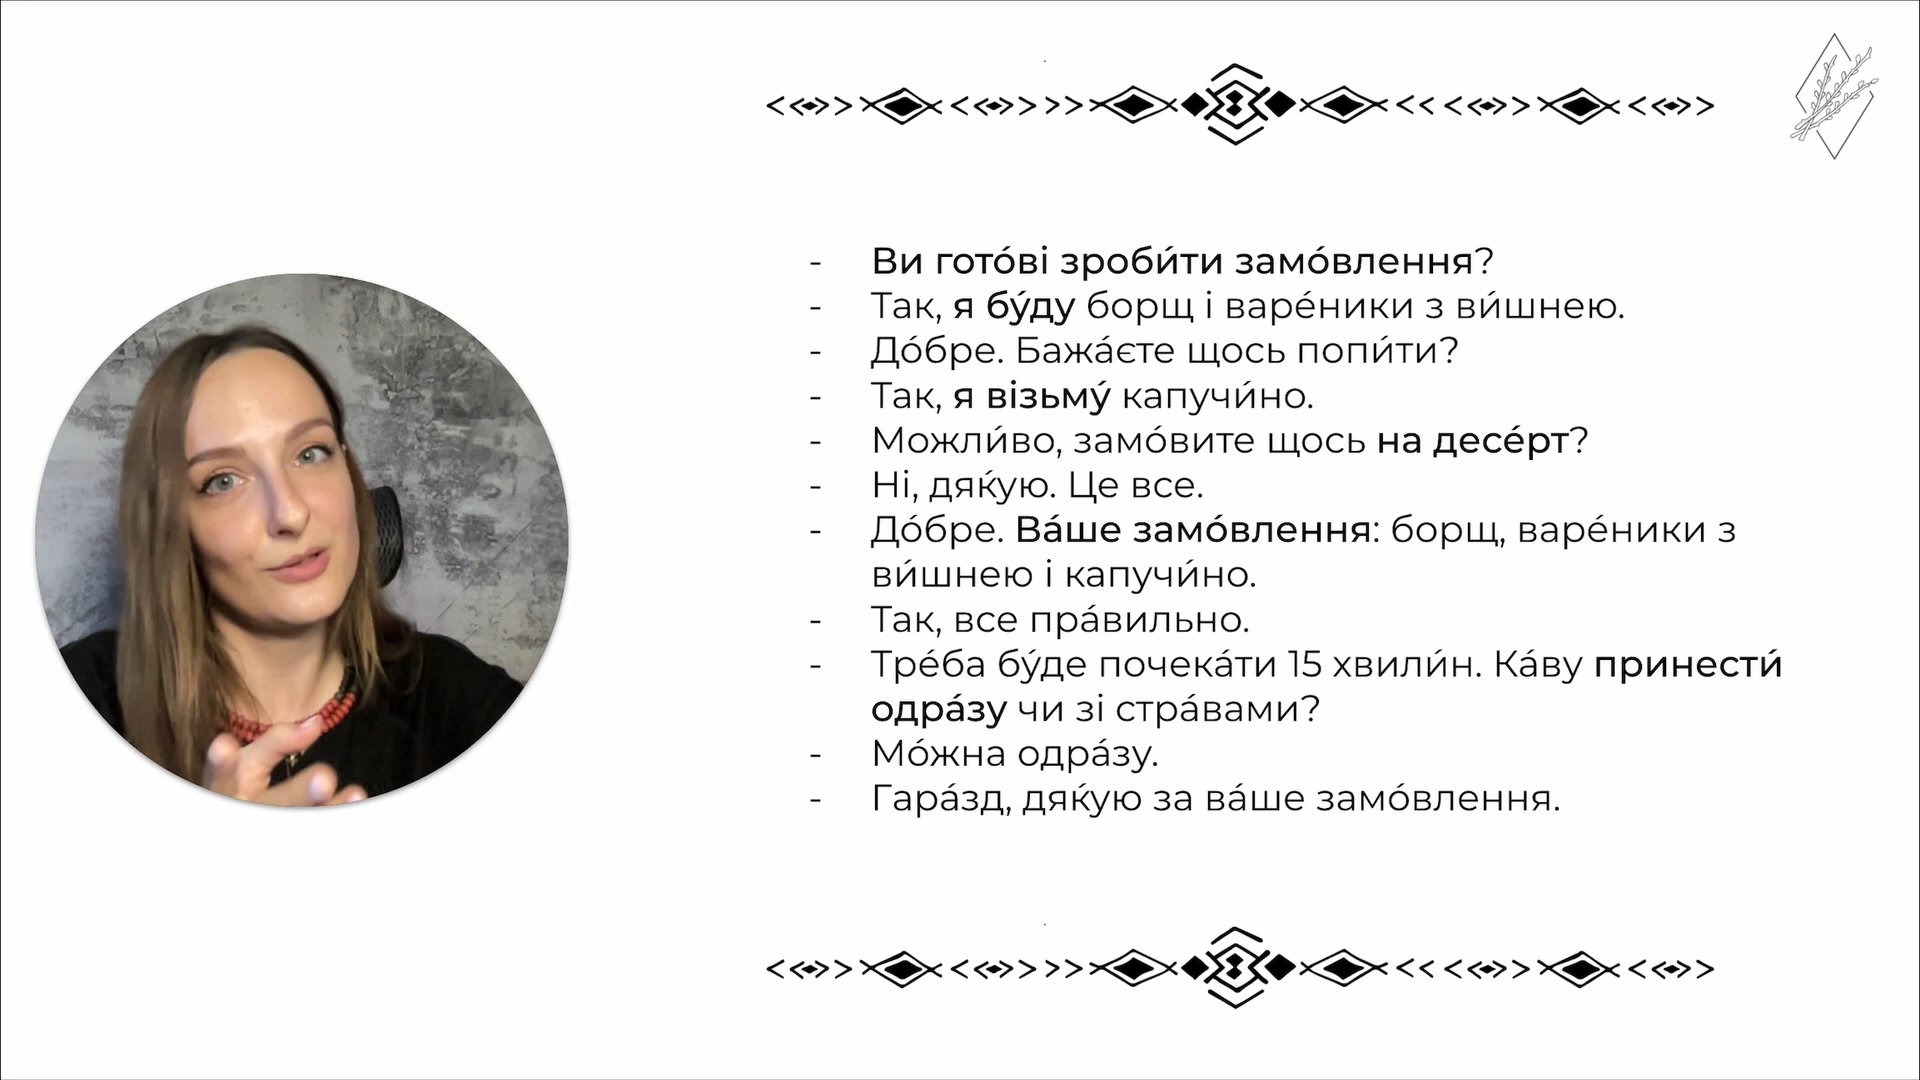 - Ви гото́ві зроби́ти замо́влення?
- Так, я бу́ду борщ і варе́ники з ви́шнею.
- До́бре. Бажа́єте щось попи́ти?
- Так, я візьму́ капучи́но.
- Можли́во, замо́вите щось на десе́рт?
- Ні, дя́кую. Це все.
- До́бре. Ва́ше замо́влення: борщ, варе́ники з
ви́шнею і капучи́но.
- Так, все пра́вильно.
- Тре́ба бу́де почека́ти 15 хвили́н. Ка́ву принести́
одра́зу чи зі стра́вами?
- Мо́жна одра́зу.
- Гара́зд, дя́кую за ва́ше замо́влення.